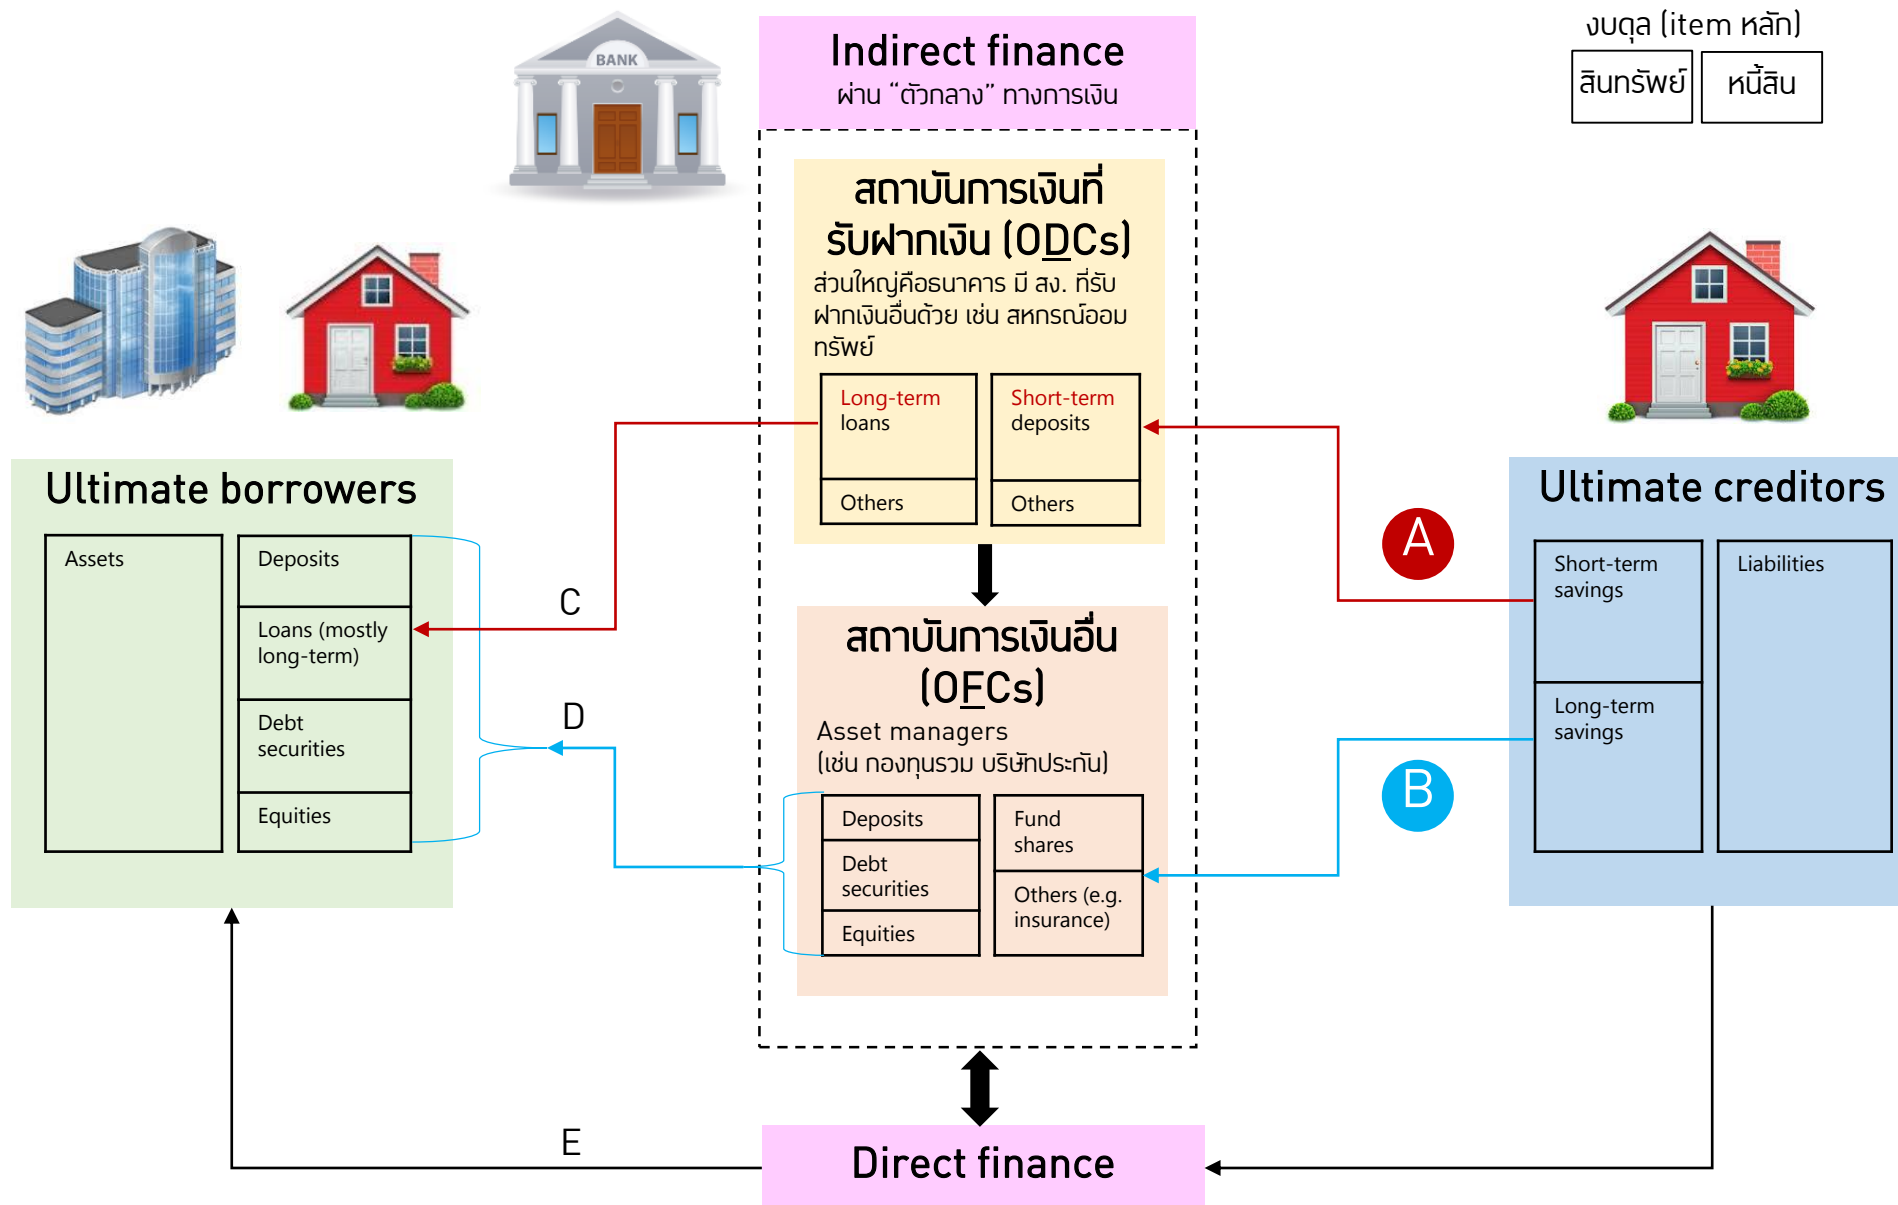 BANK
Indirect finance
ผ่าน “ตัวกลาง” ทางการเงิน
งบดุล (item หลัก)
สินทรัพย์
หนี้สิน
สถาบันการเงินที่
รับฝากเงิน (ODCs)
ส่วนใหญ่คือธนาคาร มี สง. ที่รับ
ฝากเงินอื่นด้วย เช่น สหกรณ์ออม
ทรัพย์
Long-term
loans
Others
Short-term
deposits
Others
Ultimate borrowers
Assets
Deposits
Loans (mostly
long-term)
Debt
securities
Equities
C
D
A
B
Ultimate creditors
Short-term
savings
Long-term
savings
Liabilities
สถาบันการเงินอื่น
(OFCs)
Asset managers
(เช่น กองทุนรวม บริษัทประกัน)
Deposits
Debt
securities
Equities
Fund
shares
Others (e.g.
insurance)
E
Direct finance